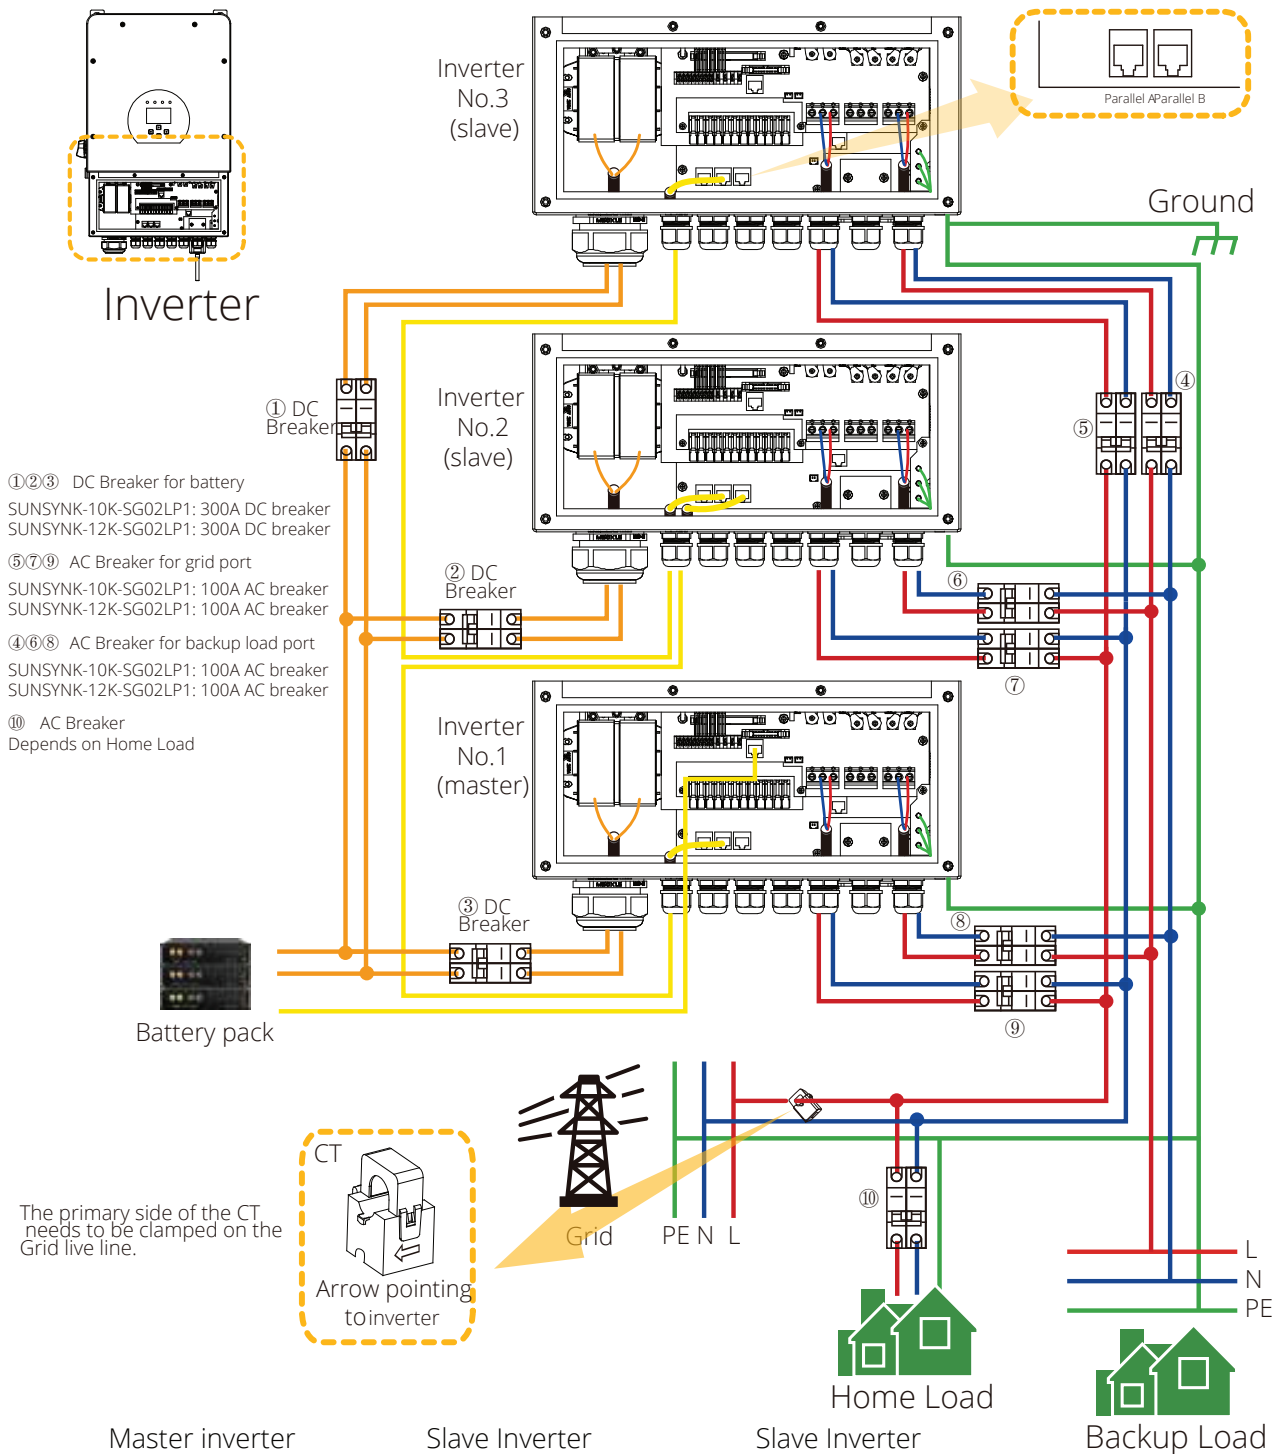 Inverter
Inverter
No.3
(slave)
Parallel A Parallel B
Ground
① DC
Breaker
Inverter
No.2
(slave)
④
⑤
①②③ DC Breaker for battery
SUNSYNK-10K-SG02LP1: 300A DC breaker
SUNSYNK-12K-SG02LP1: 300A DC breaker
⑤⑦⑨ AC Breaker for grid port
SUNSYNK-10K-SG02LP1: 100A AC breaker
SUNSYNK-12K-SG02LP1: 100A AC breaker
④⑥⑧ AC Breaker for backup load port
SUNSYNK-10K-SG02LP1: 100A AC breaker
SUNSYNK-12K-SG02LP1: 100A AC breaker
⑩ AC Breaker
Depends on Home Load
② DC
Breaker
⑥
⑦
Inverter
No.1
(master)
③ DC
Breaker
⑧
⑨
Battery pack
CT
Arrow pointing
to inverter
The primary side of the CT
needs to be clamped on the
Grid live line.
Grid
PE N L
⑩
L
N
PE
Home Load
Backup Load
Master inverter
Slave Inverter
Slave Inverter